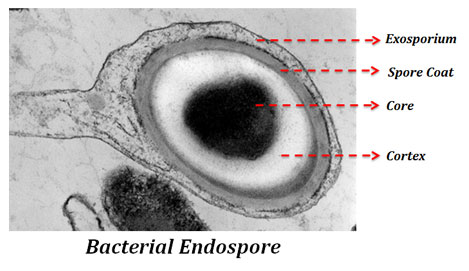 Exosporium
Spore Coat
Core
Cortex
Bacterial Endospore